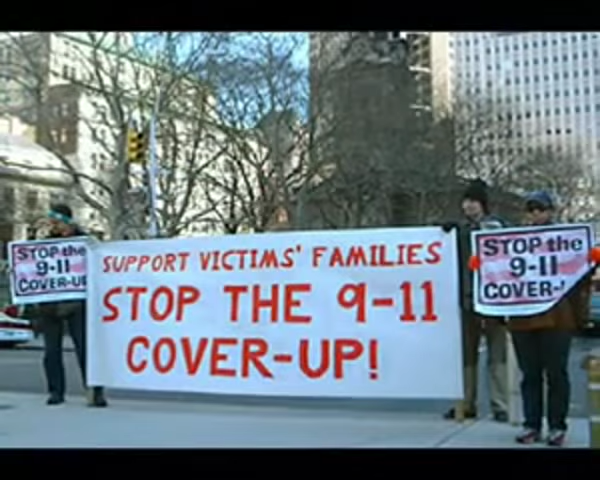 SUPPORT VICTIMS' FAMILIES
STOP THE 9-11
COVER-UP!
STOP the
9-11
COVER-UP
STOP the
9-11
COVER-